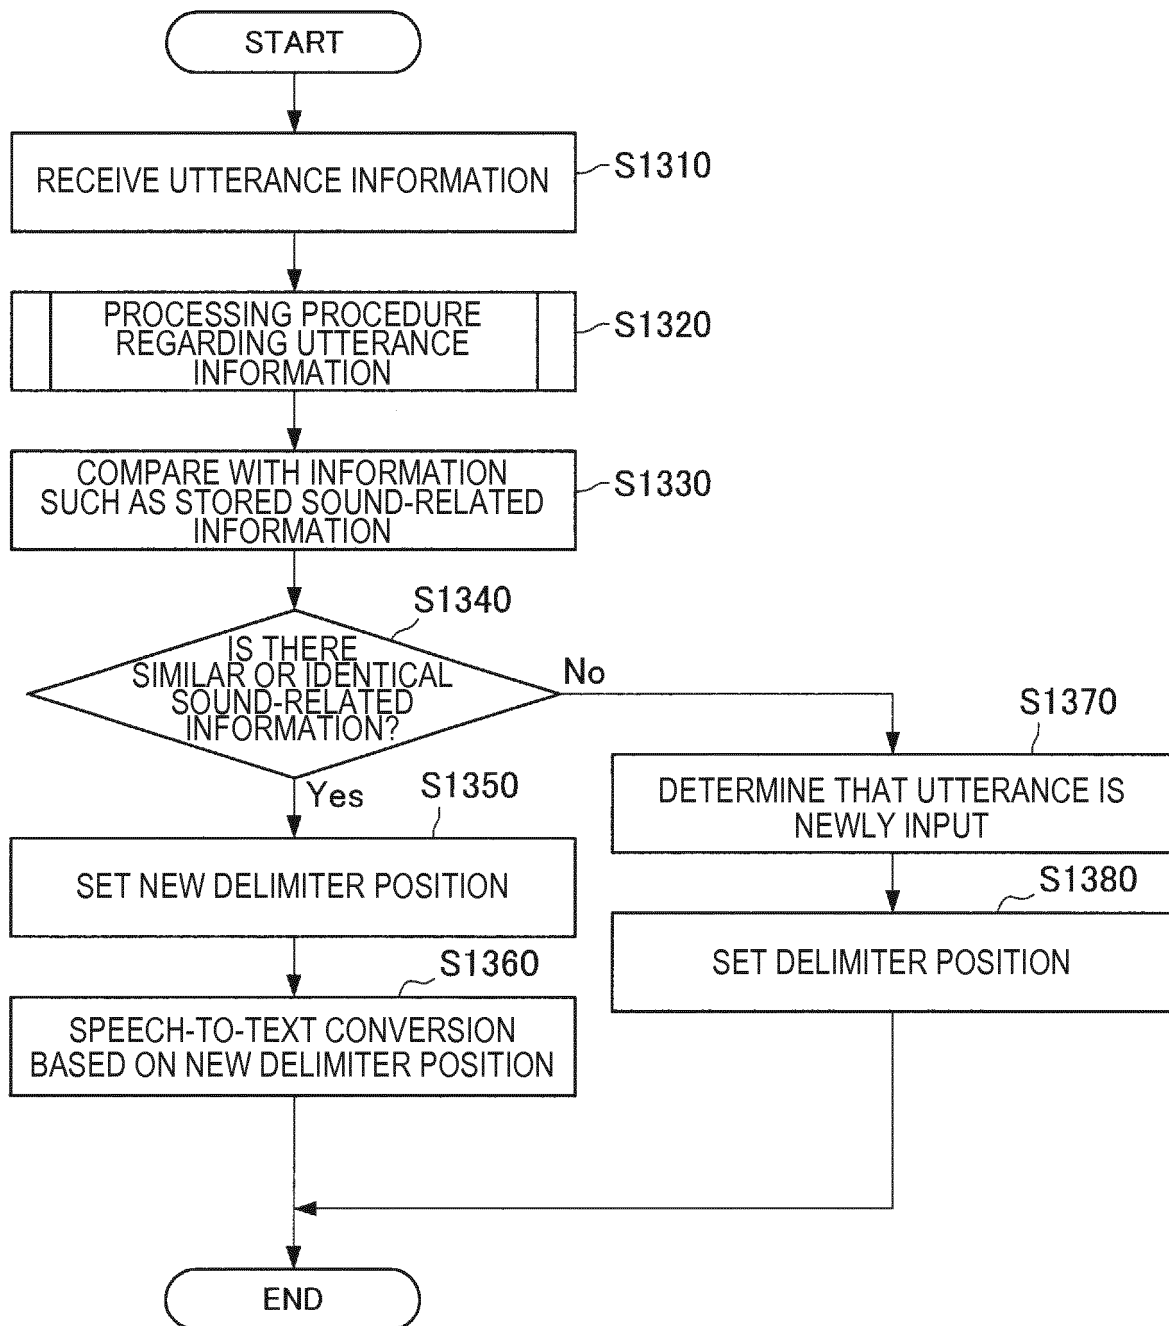 START
RECEIVE UTTERANCE INFORMATION
S1310
PROCESSING PROCEDURE
REGARDING UTTERANCE
INFORMATION
S1320
COMPARE WITH INFORMATION
SUCH AS STORED SOUND-RELATED
INFORMATION
S1330
S1340
IS THERE
SIMILAR OR IDENTICAL
SOUND-RELATED
INFORMATION?
No
Yes
S1350
SET NEW DELIMITER POSITION
S1360
SPEECH-TO-TEXT CONVERSION
BASED ON NEW DELIMITER POSITION
S1370
DETERMINE THAT UTTERANCE IS
NEWLY INPUT
S1380
SET DELIMITER POSITION
END